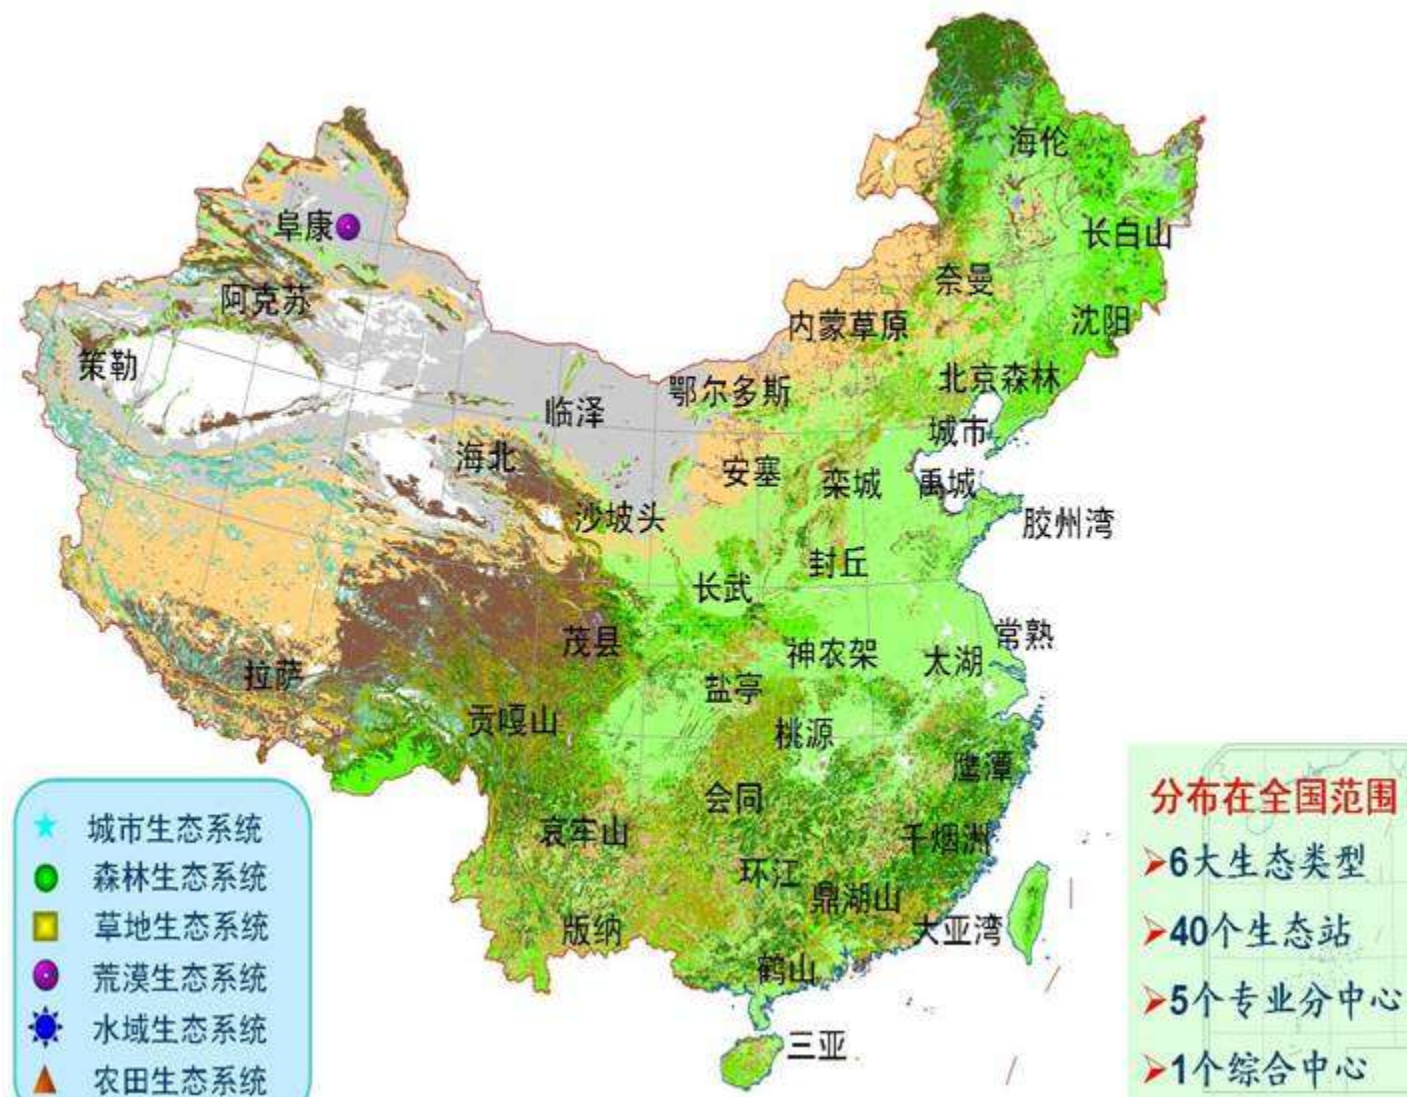 海伦
阜康
长白山
奈曼
阿克苏
内蒙草原
沈阳
策勒
北京森林
鄂尔多斯
临泽
城市
海北
安塞
栾城
禹城
沙坡头
胶州湾
封丘
长武
茂县
神农架
常熟
太湖
拉萨
盐亭
贡嘎山
桃源
鹰潭
会同
哀牢山
千烟洲
环江
鼎湖山
版纳
大亚湾
鹤山
三亚
城市生态系统
森林生态系统
草地生态系统
荒漠生态系统
水域生态系统
农田生态系统
分布在全国范围
➢6大生态类型
➢40个生态站
➢5个专业分中心
➢1个综合中心